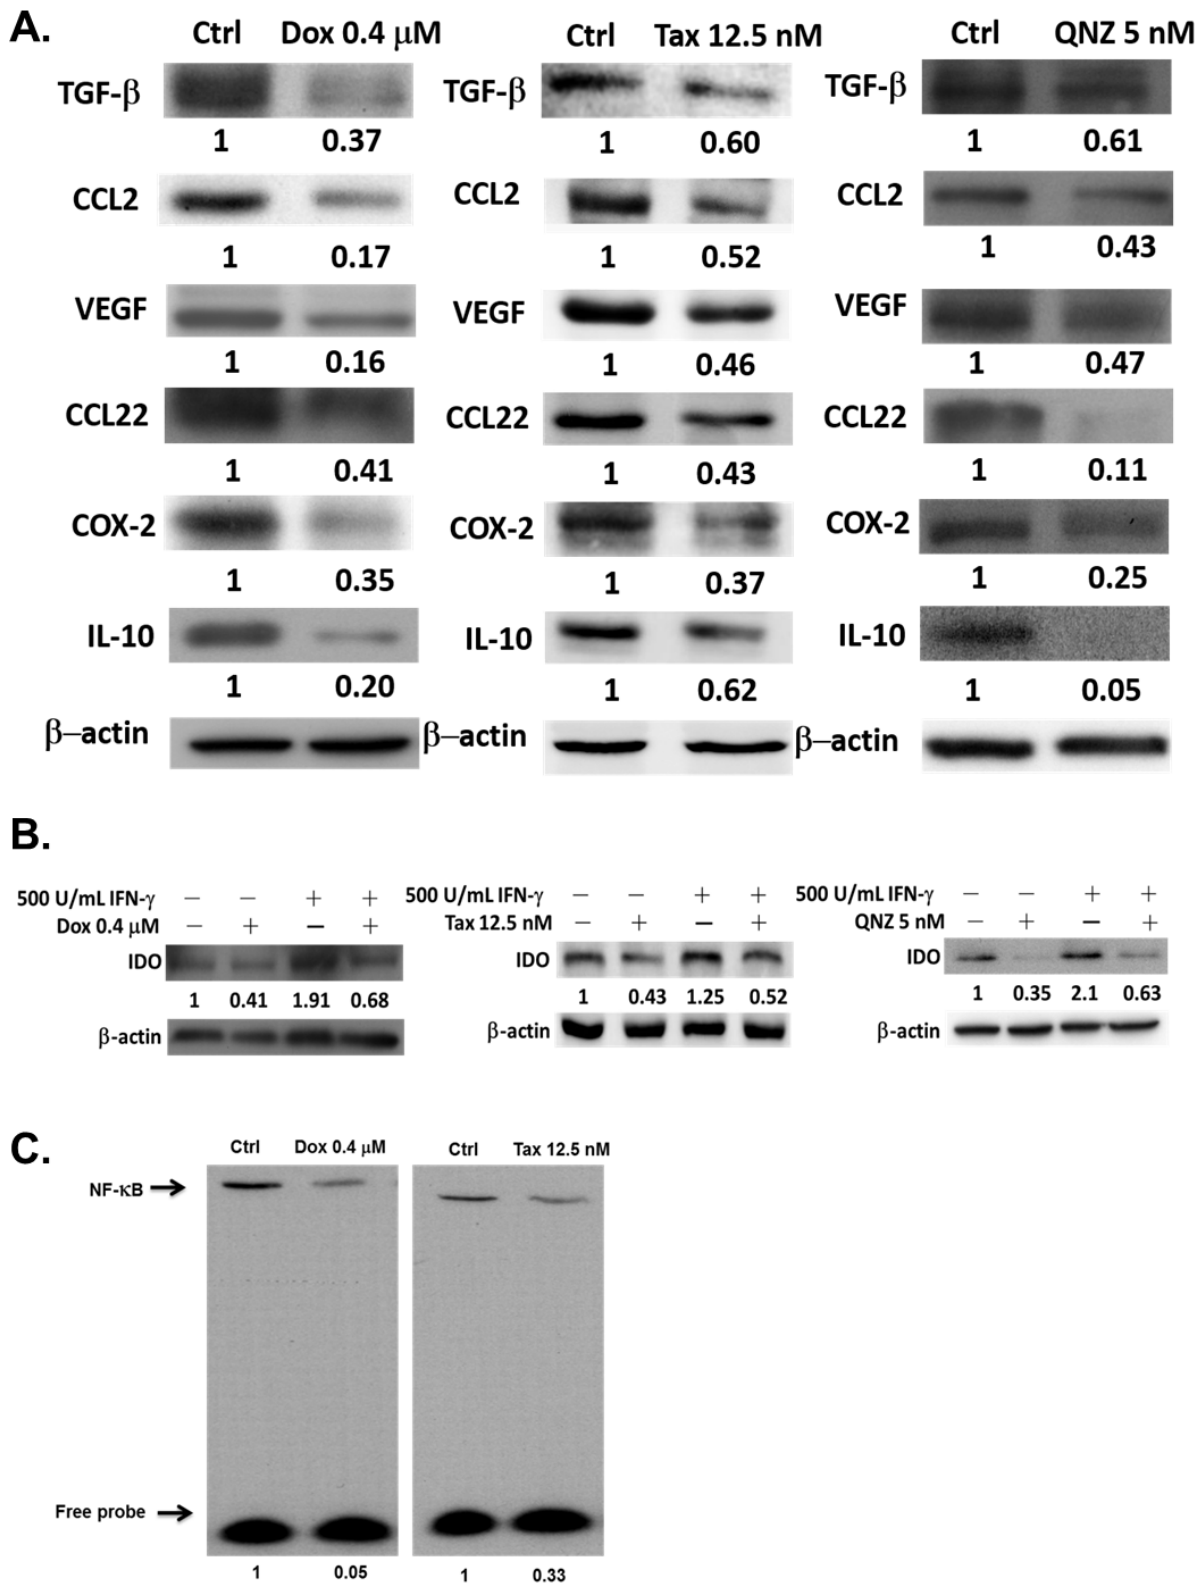 A.
Ctrl Dox 0.4 μM Ctrl Tax 12.5 nM Ctrl QNZ 5 nM
TGF-β TGF-β TGF-β
1 0.37 1 0.60 1 0.61
CCL2 CCL2 CCL2
1 0.17 1 0.52 1 0.43
VEGF VEGF VEGF
1 0.16 1 0.46 1 0.47
CCL22 CCL22 CCL22
1 0.41 1 0.43 1 0.11
COX-2 COX-2 COX-2
1 0.35 1 0.37 1 0.25
IL-10 IL-10 IL-10
1 0.20 1 0.62 1 0.05
β–actin β–actin β–actin
B.
500 U/mL IFN-γ − − + + 500 U/mL IFN-γ − − + + 500 U/mL IFN-γ − − + +
Dox 0.4 μM − + − + Tax 12.5 nM − + − + QNZ 5 nM − + − +
IDO IDO IDO
1 0.41 1.91 0.68 1 0.43 1.25 0.52 1 0.35 2.1 0.63
β-actin β-actin β-actin
C.
Ctrl Dox 0.4 μM Ctrl Tax 12.5 nM
NF-κB
Free probe
1 0.05 1 0.33